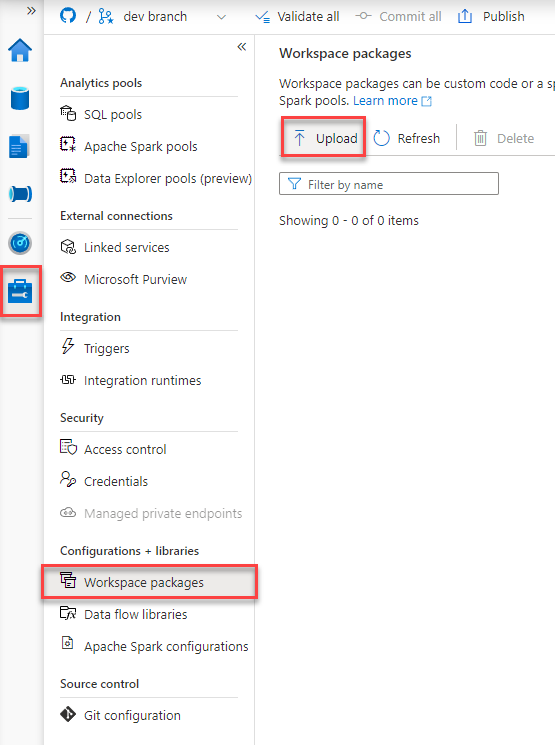 »
/ dev branch Validate all Commit all Publish
«
Analytics pools
SQL pools
Apache Spark pools
Data Explorer pools (preview)
External connections
Linked services
Microsoft Purview
Integration
Triggers
Integration runtimes
Security
Access control
Credentials
Managed private endpoints
Configurations + libraries
Workspace packages
Data flow libraries
Apache Spark configurations
Source control
Git configuration
Workspace packages
Workspace packages can be custom code or a sp
Spark pools. Learn more
Upload Refresh Delete
Filter by name
Showing 0 - 0 of 0 items